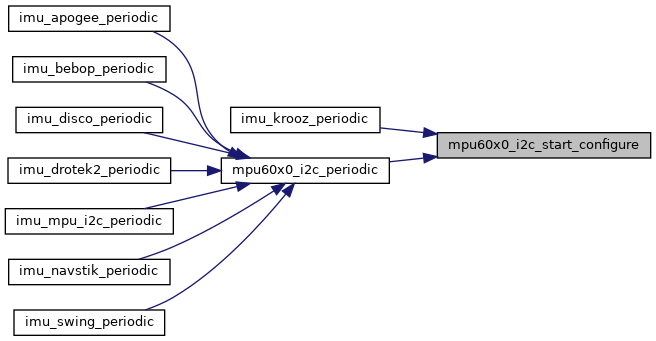 imu_apogee_periodic
imu_bebop_periodic
imu_disco_periodic
imu_krooz_periodic
mpu60x0_i2c_start_configure
imu_drotek2_periodic
mpu60x0_i2c_periodic
imu_mpu_i2c_periodic
imu_navstik_periodic
imu_swing_periodic